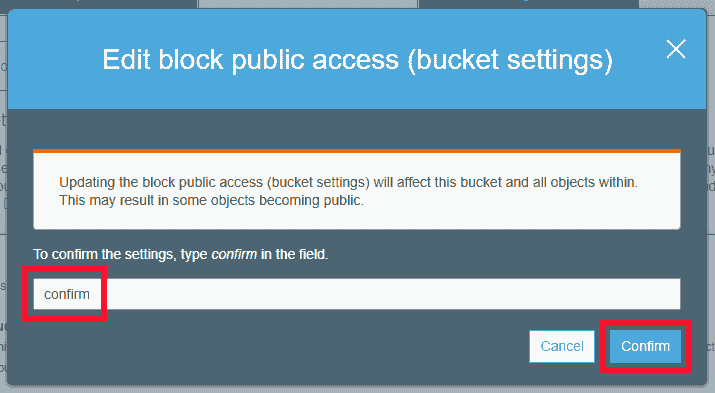 Edit block public access (bucket settings)
Updating the block public access (bucket settings) will affect this bucket and all objects within.
This may result in some objects becoming public.
To confirm the settings, type confirm in the field.
confirm
Cancel
Confirm